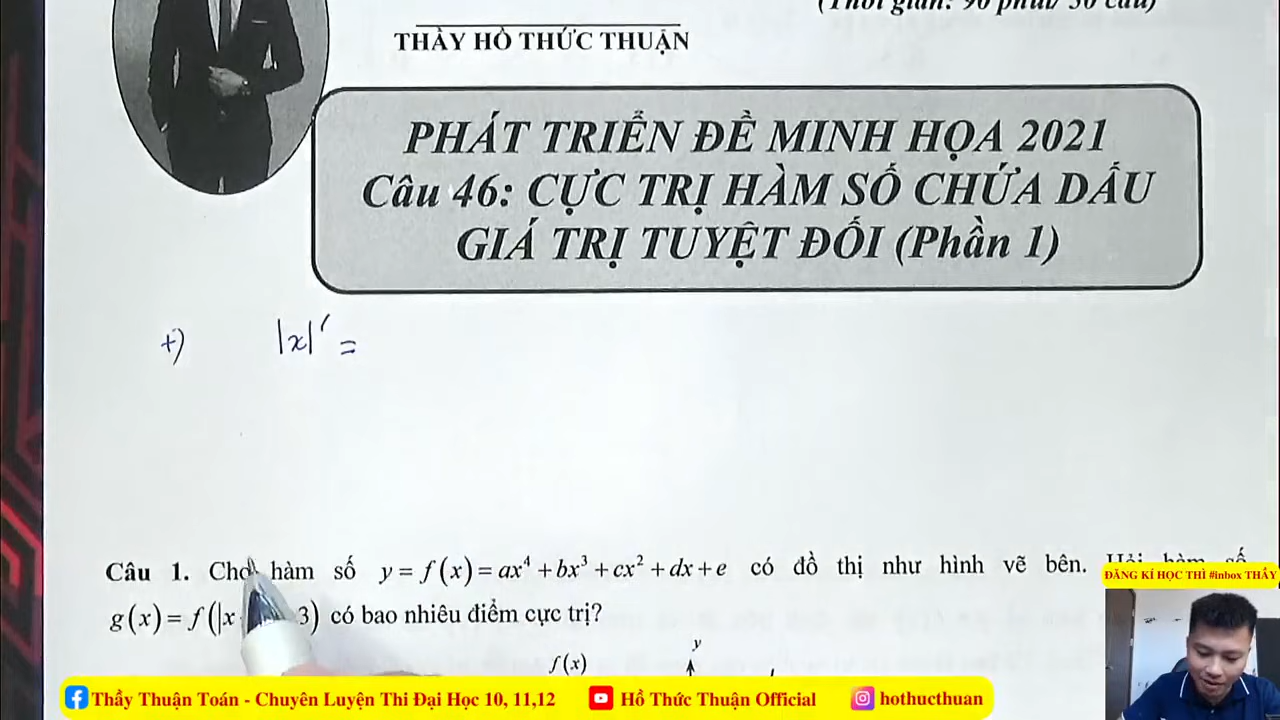 (Thời gian: 90 phút/ 50 câu)
THẦY HỒ THỨC THUẬN
PHÁT TRIỂN ĐỀ MINH HỌA 2021
Câu 46: CỰC TRỊ HÀM SỐ CHỨA DẤU
GIÁ TRỊ TUYỆT ĐỐI (Phần 1)
+) |x|′ =
Câu 1. Cho hàm số y = f(x) = ax⁴ + bx³ + cx² + dx + e có đồ thị như hình vẽ bên. Hỏi hàm số
g(x) = f(|x 3) có bao nhiêu điểm cực trị?
y
f(x)
ĐĂNG KÍ HỌC THÌ #inbox THẦY
Thầy Thuận Toán - Chuyên Luyện Thi Đại Học 10, 11,12
Hồ Thức Thuận Official
hothucthuan